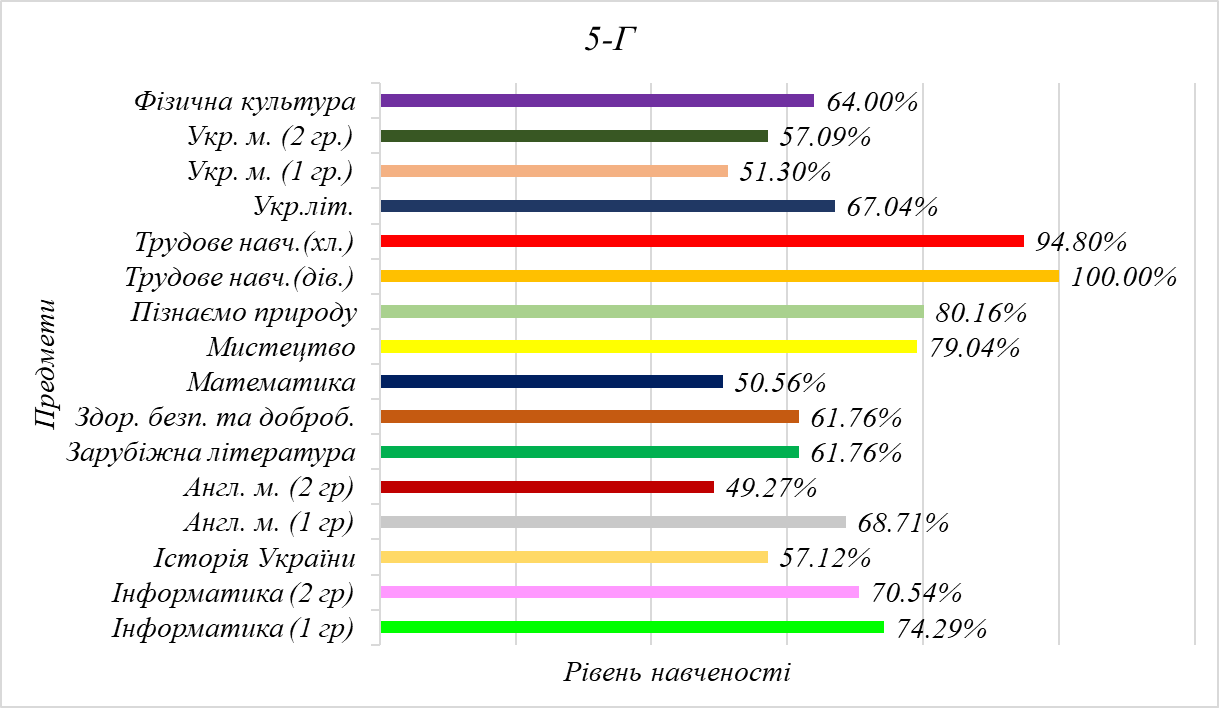 5-Г
Фізична культура 64.00%
Укр. м. (2 гр.) 57.09%
Укр. м. (1 гр.) 51.30%
Укр.літ. 67.04%
Трудове навч.(хл.) 94.80%
Трудове навч.(дів.) 100.00%
Пізнаємо природу 80.16%
Мистецтво 79.04%
Математика 50.56%
Здор. безп. та доброб. 61.76%
Зарубіжна література 61.76%
Англ. м. (2 гр) 49.27%
Англ. м. (1 гр) 68.71%
Історія України 57.12%
Інформатика (2 гр) 70.54%
Інформатика (1 гр) 74.29%
Предмети
Рівень навченості